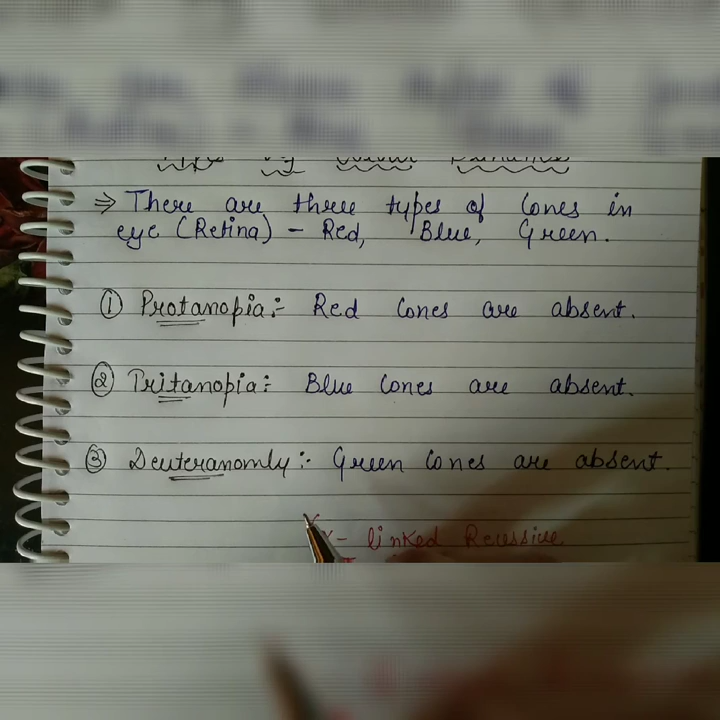 ⇒ There are three types of Cones in
eye (Retina) - Red, Blue, Green.
① Protanopia:- Red Cones are absent.
② Tritanopia:- Blue Cones are absent.
③ Deuteranomly:- Green Cones are absent.
X- linked Recessive